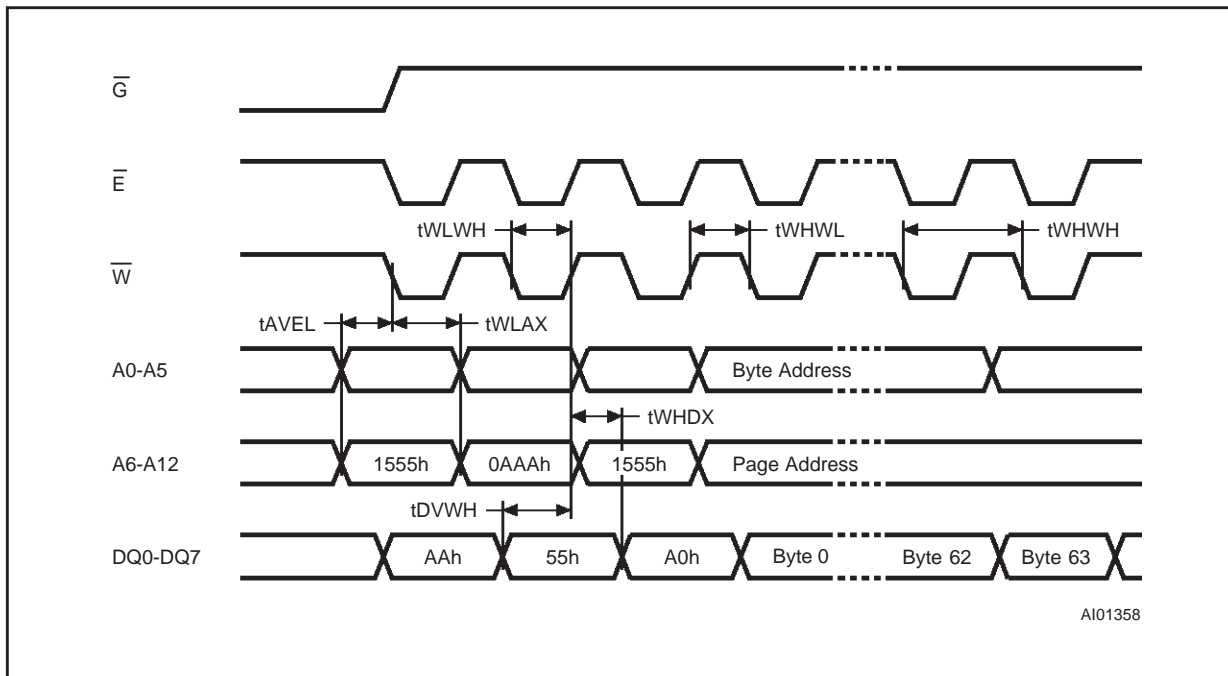 G̅
E̅
tWLWH tWHWL tWHWH
W̅
tAVEL tWLAX
A0-A5 Byte Address
tWHDX
A6-A12 1555h 0AAAh 1555h Page Address
tDVWH
DQ0-DQ7 AAh 55h A0h Byte 0 Byte 62 Byte 63
AI01358